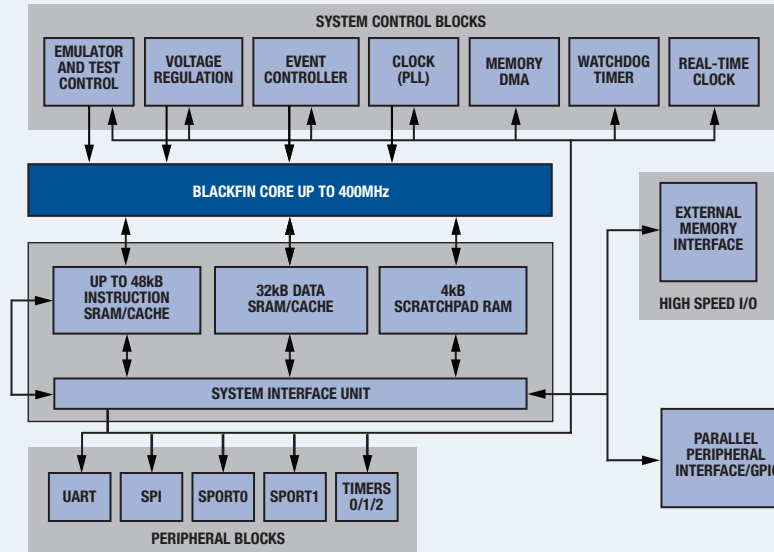 SYSTEM CONTROL BLOCKS
EMULATOR
AND TEST
CONTROL
VOLTAGE
REGULATION
EVENT
CONTROLLER
CLOCK
(PLL)
MEMORY
DMA
WATCHDOG
TIMER
REAL-TIME
CLOCK
BLACKFIN CORE UP TO 400MHz
EXTERNAL
MEMORY
INTERFACE
HIGH SPEED I/O
UP TO 48kB
INSTRUCTION
SRAM/CACHE
32kB DATA
SRAM/CACHE
4kB
SCRATCHPAD RAM
SYSTEM INTERFACE UNIT
PARALLEL
PERIPHERAL
INTERFACE/GPIO
UART
SPI
SPORT0
SPORT1
TIMERS
0/1/2
PERIPHERAL BLOCKS